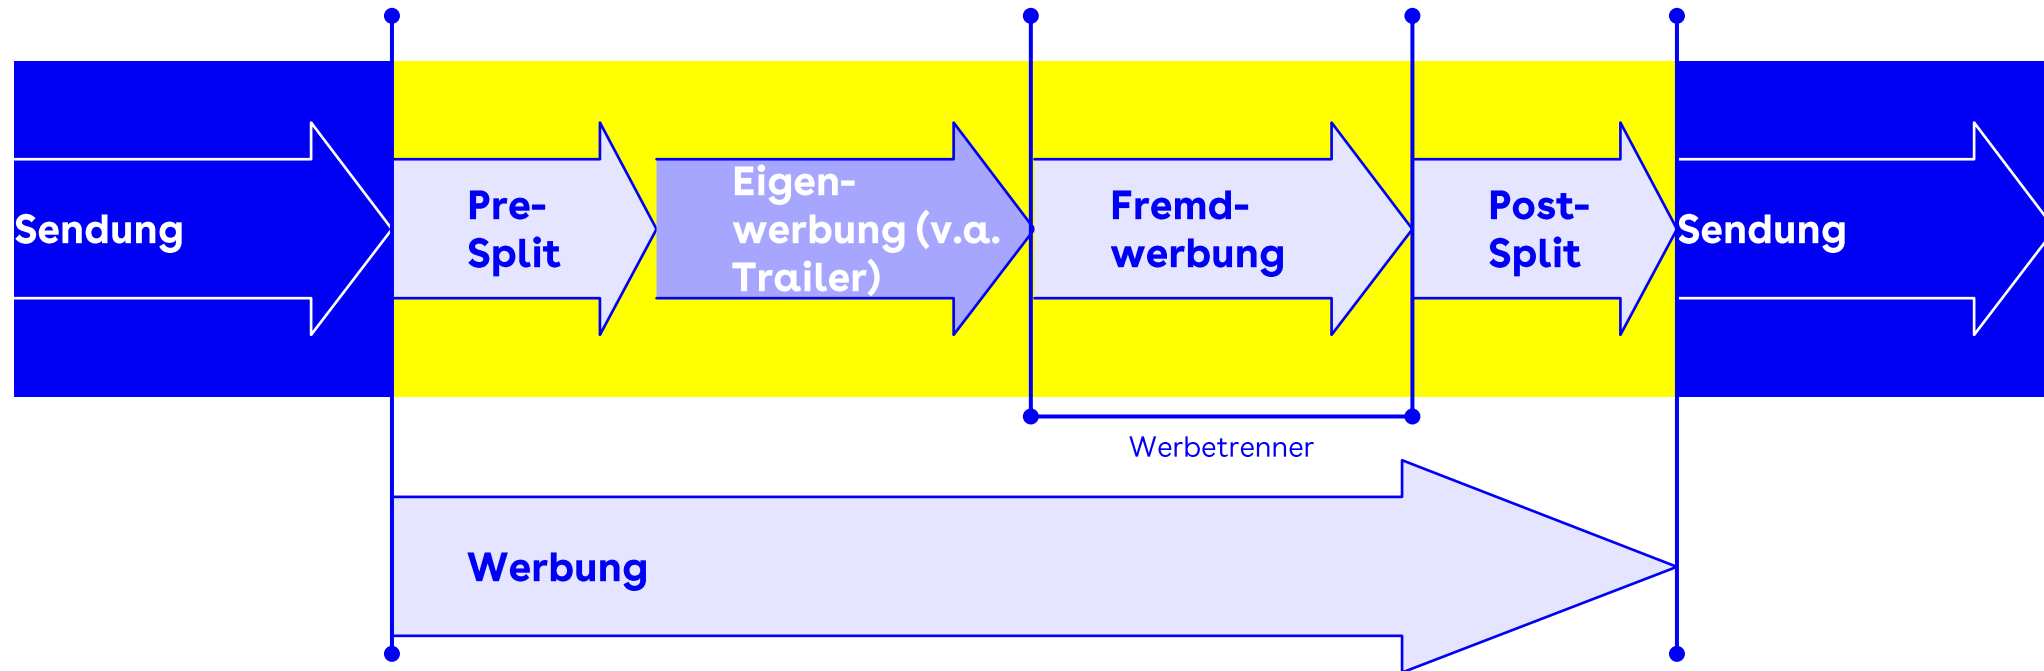 Sendung
Pre-
Split
Eigen-
werbung (v.a.
Trailer)
Fremd-
werbung
Post-
Split
Sendung
Werbetrenner
Werbung